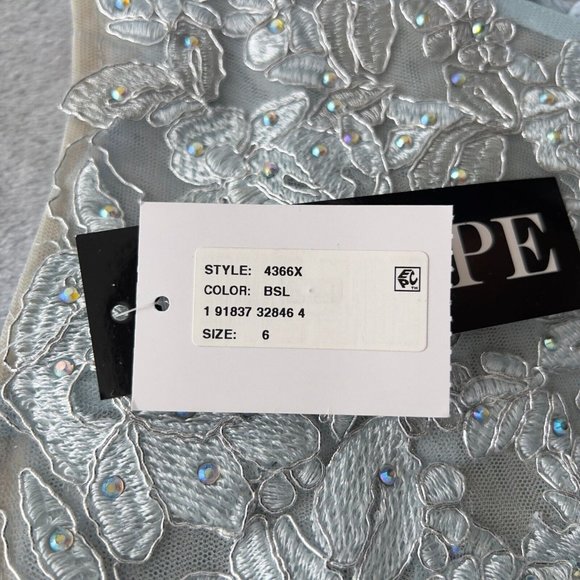 STYLE: 4366X
COLOR: BSL
1 91837 32846 4
SIZE: 6
PE